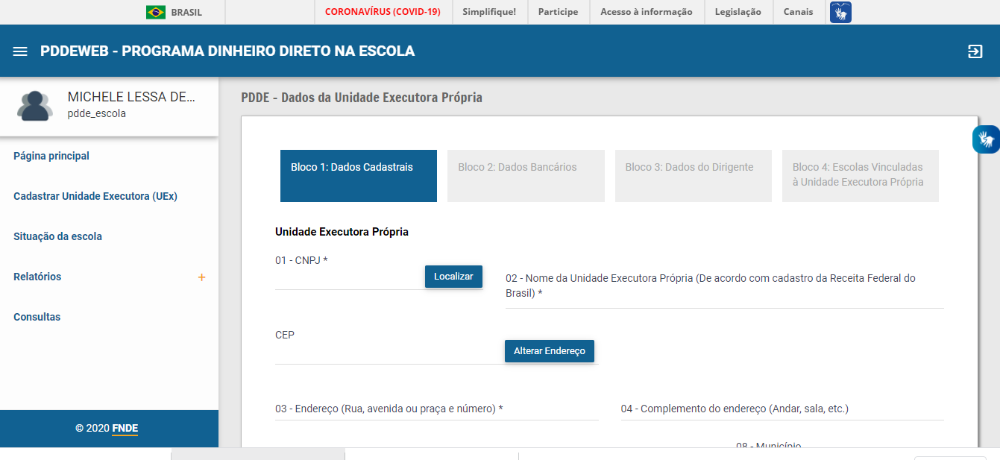 BRASIL
CORONAVÍRUS (COVID-19)
Simplifique!
Participe
Acesso à informação
Legislação
Canais
PDDEWEB - PROGRAMA DINHEIRO DIRETO NA ESCOLA
MICHELE LESSA DE...
pdde_escola
Página principal
Cadastrar Unidade Executora (UEx)
Situação da escola
Relatórios +
Consultas
© 2020 FNDE
PDDE - Dados da Unidade Executora Própria
Bloco 1: Dados Cadastrais
Bloco 2: Dados Bancários
Bloco 3: Dados do Dirigente
Bloco 4: Escolas Vinculadas
à Unidade Executora Própria
Unidade Executora Própria
01 - CNPJ *
Localizar
02 - Nome da Unidade Executora Própria (De acordo com cadastro da Receita Federal do
Brasil) *
CEP
Alterar Endereço
03 - Endereço (Rua, avenida ou praça e número) *
04 - Complemento do endereço (Andar, sala, etc.)
08 - Município